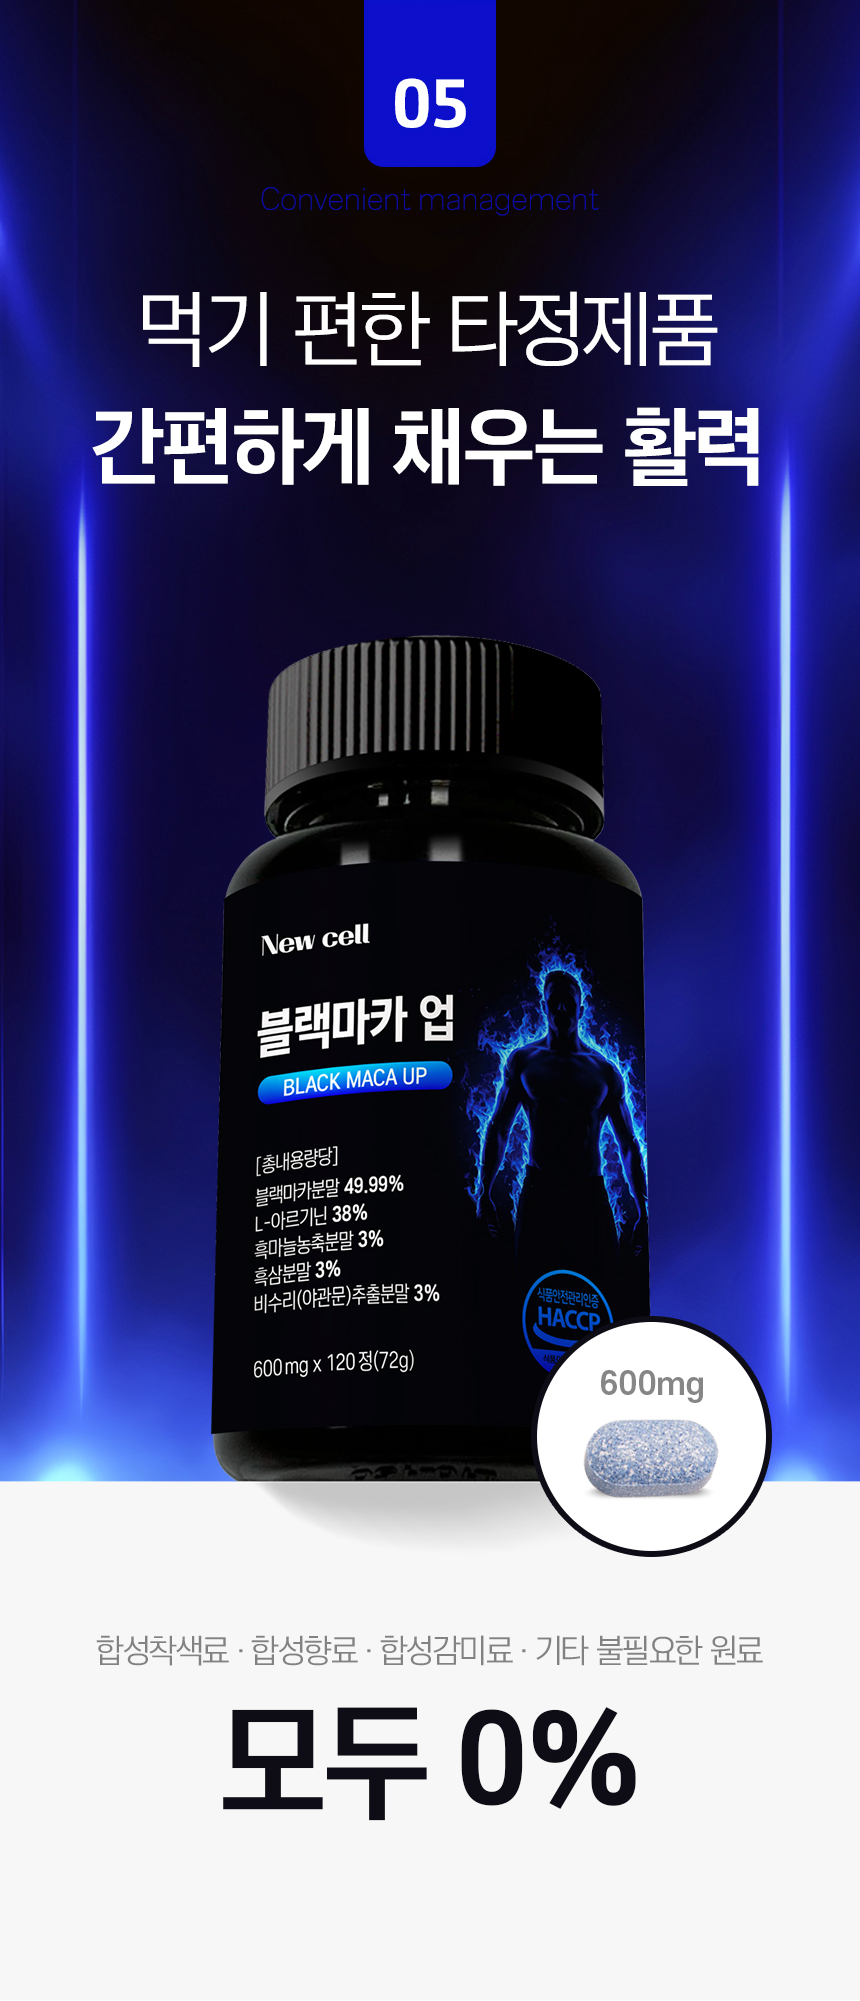 05
Convenient management
먹기 편한 타정제품
간편하게 채우는 활력
New cell
블랙마카 업
BLACK MACA UP
[총내용량당]
블랙마카분말 49.99%
L-아르기닌 38%
흑마늘농축분말 3%
흑삼분말 3%
비수리(야관문)추출분말 3%
600mg x 120정(72g)
식품안전관리인증
HACCP
600mg
합성착색료 · 합성향료 · 합성감미료 · 기타 불필요한 원료
모두 0%